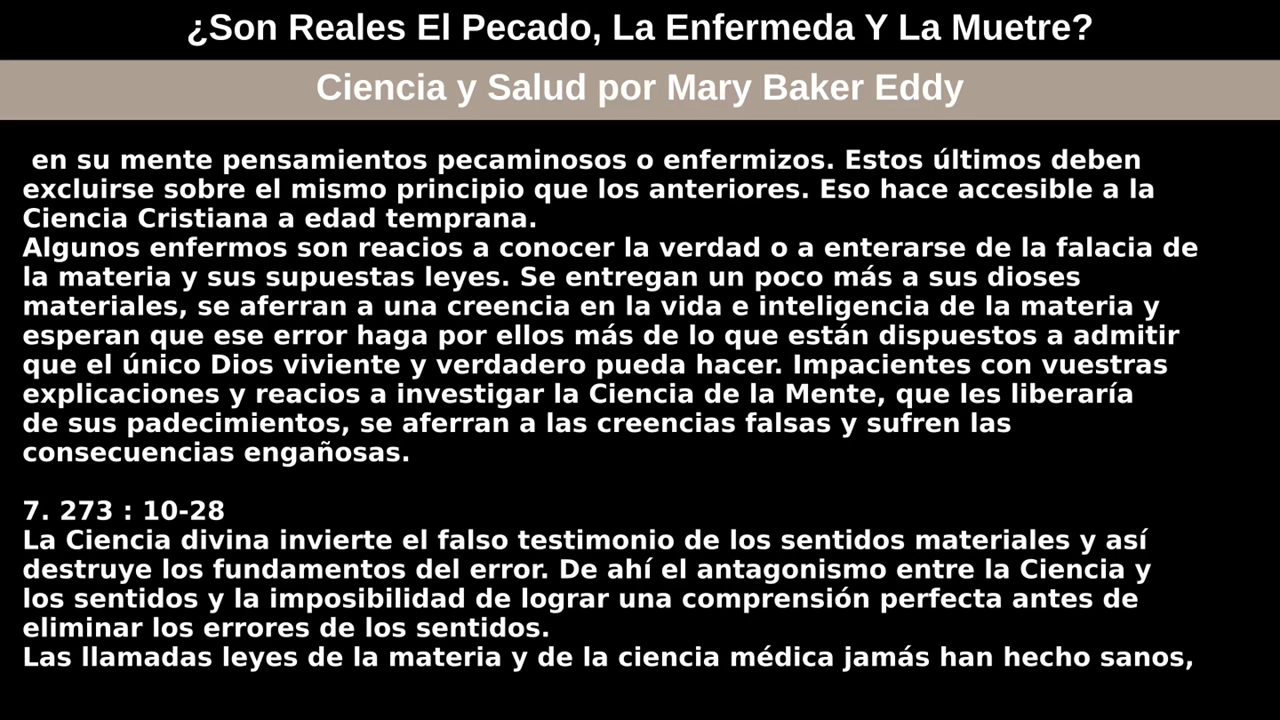 ¿Son Reales El Pecado, La Enfermeda Y La Muetre?
Ciencia y Salud por Mary Baker Eddy
en su mente pensamientos pecaminosos o enfermizos. Estos últimos deben
excluirse sobre el mismo principio que los anteriores. Eso hace accesible a la
Ciencia Cristiana a edad temprana.
Algunos enfermos son reacios a conocer la verdad o a enterarse de la falacia de
la materia y sus supuestas leyes. Se entregan un poco más a sus dioses
materiales, se aferran a una creencia en la vida e inteligencia de la materia y
esperan que ese error haga por ellos más de lo que están dispuestos a admitir
que el único Dios viviente y verdadero pueda hacer. Impacientes con vuestras
explicaciones y reacios a investigar la Ciencia de la Mente, que les liberaría
de sus padecimientos, se aferran a las creencias falsas y sufren las
consecuencias engañosas.
7. 273 : 10-28
La Ciencia divina invierte el falso testimonio de los sentidos materiales y así
destruye los fundamentos del error. De ahí el antagonismo entre la Ciencia y
los sentidos y la imposibilidad de lograr una comprensión perfecta antes de
eliminar los errores de los sentidos.
Las llamadas leyes de la materia y de la ciencia médica jamás han hecho sanos,